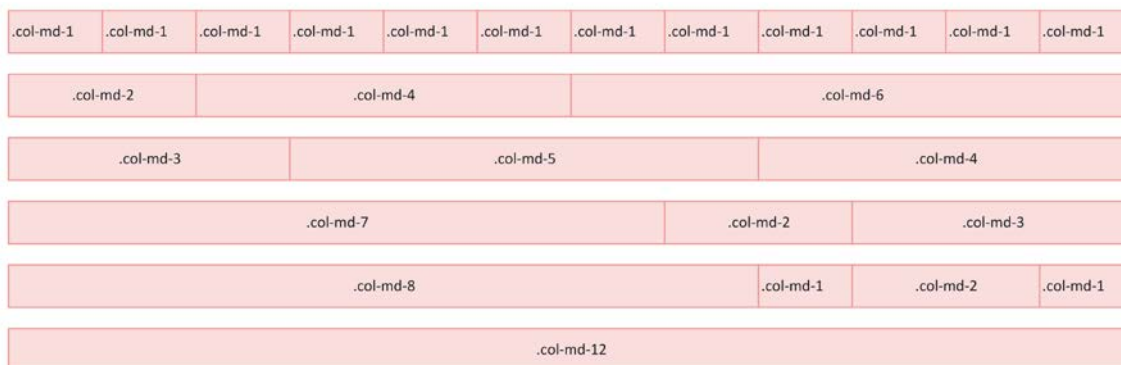 .col-md-1 .col-md-1 .col-md-1 .col-md-1 .col-md-1 .col-md-1 .col-md-1 .col-md-1 .col-md-1 .col-md-1 .col-md-1 .col-md-1
.col-md-2 .col-md-4 .col-md-6
.col-md-3 .col-md-5 .col-md-4
.col-md-7 .col-md-2 .col-md-3
.col-md-8 .col-md-1 .col-md-2 .col-md-1
.col-md-12